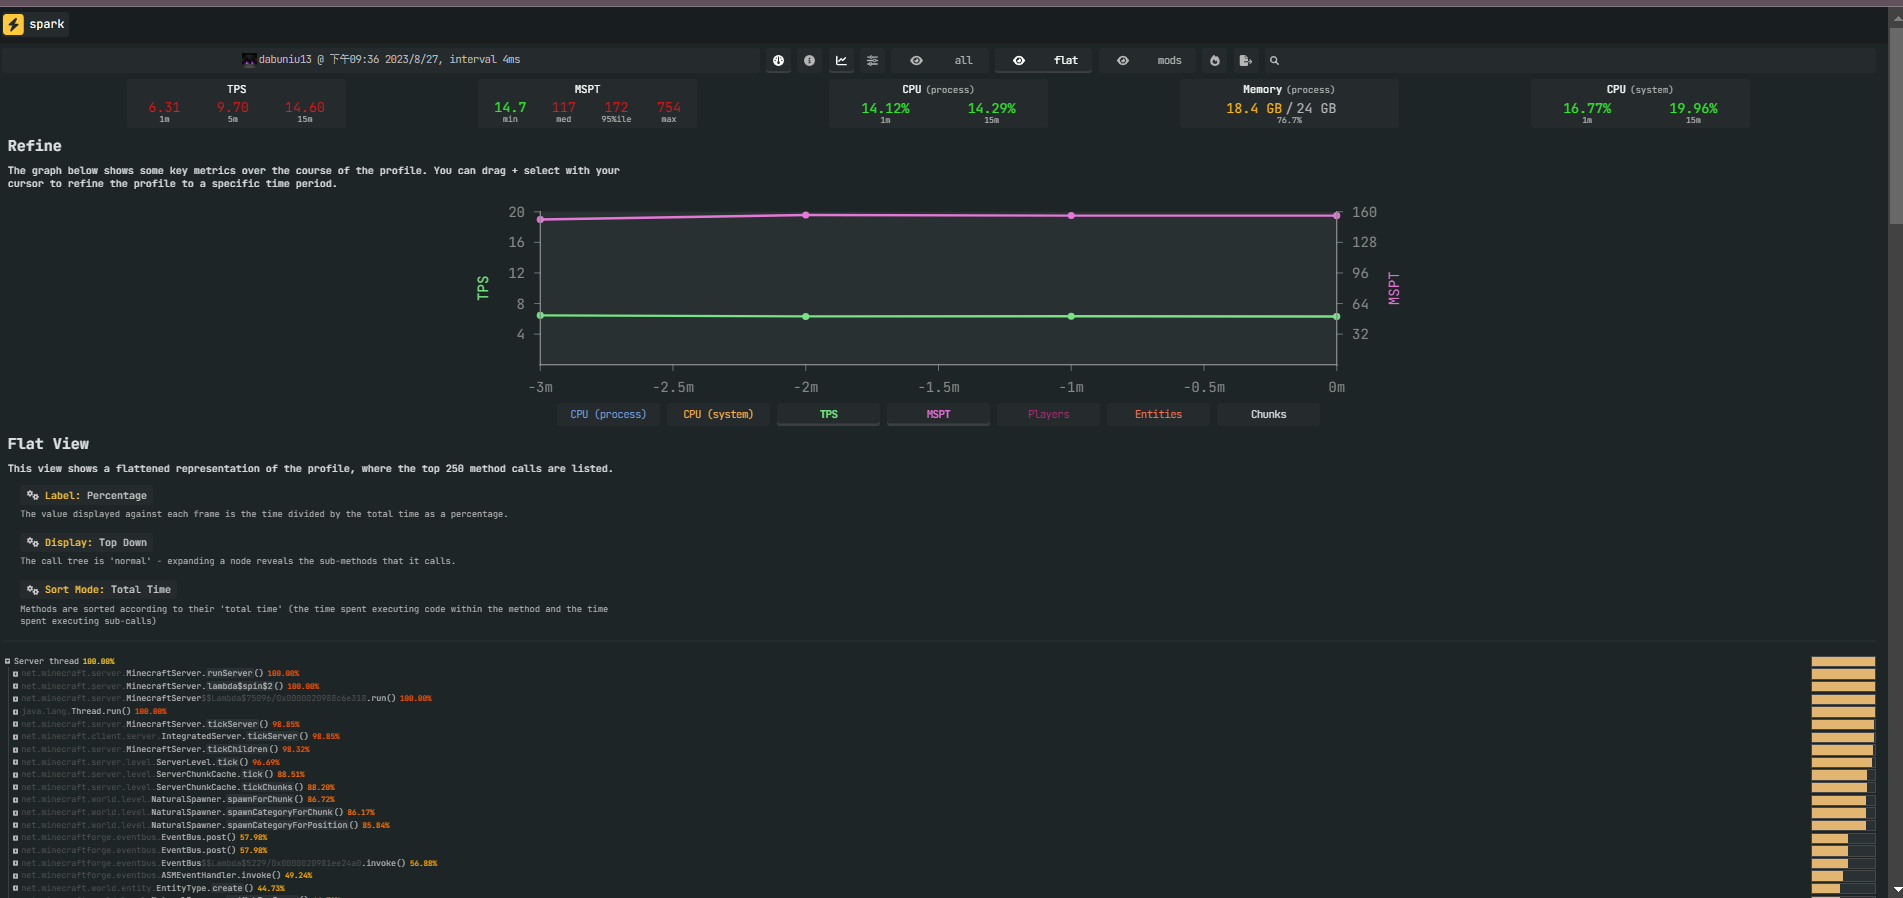 spark
dabuniu13 @ 下午09:36 2023/8/27, interval 4ms
all
flat
mods
TPS
6.31 9.70 14.60
1m 5m 15m
MSPT
14.7 117 172 754
min med 95%ile max
CPU (process)
14.12% 14.29%
1m 15m
Memory (process)
18.4 GB / 24 GB
76.7%
CPU (system)
16.77% 19.96%
1m 15m
Refine
The graph below shows some key metrics over the course of the profile. You can drag + select with your
cursor to refine the profile to a specific time period.
20 160
16 128
12 96
TPS
MSPT
8 64
4 32
-3m -2.5m -2m -1.5m -1m -0.5m 0m
CPU (process) CPU (system) TPS MSPT Players Entities Chunks
Flat View
This view shows a flattened representation of the profile, where the top 250 method calls are listed.
Label: Percentage
The value displayed against each frame is the time divided by the total time as a percentage.
Display: Top Down
The call tree is 'normal' - expanding a node reveals the sub-methods that it calls.
Sort Mode: Total Time
Methods are sorted according to their 'total time' (the time spent executing code within the method and the time
spent executing sub-calls)
Server thread 100.00%
net.minecraft.server.MinecraftServer.runServer() 100.00%
net.minecraft.server.MinecraftServer.lambda$spin$2() 100.00%
net.minecraft.server.MinecraftServer$$Lambda$75096/0x0000020988c6e318.run() 100.00%
java.lang.Thread.run() 100.00%
net.minecraft.server.MinecraftServer.tickServer() 98.85%
net.minecraft.client.server.IntegratedServer.tickServer() 98.85%
net.minecraft.server.MinecraftServer.tickChildren() 98.32%
net.minecraft.server.level.ServerLevel.tick() 96.69%
net.minecraft.server.level.ServerChunkCache.tick() 88.51%
net.minecraft.server.level.ServerChunkCache.tickChunks() 88.20%
net.minecraft.world.level.NaturalSpawner.spawnForChunk() 86.72%
net.minecraft.world.level.NaturalSpawner.spawnCategoryForChunk() 86.17%
net.minecraft.world.level.NaturalSpawner.spawnCategoryForPosition() 85.84%
net.minecraftforge.eventbus.EventBus.post() 57.98%
net.minecraftforge.eventbus.EventBus.post() 57.98%
net.minecraftforge.eventbus.EventBus$$Lambda$5229/0x0000020981ee24a0.invoke() 56.88%
net.minecraftforge.eventbus.ASMEventHandler.invoke() 49.24%
net.minecraft.world.entity.EntityType.create() 44.73%